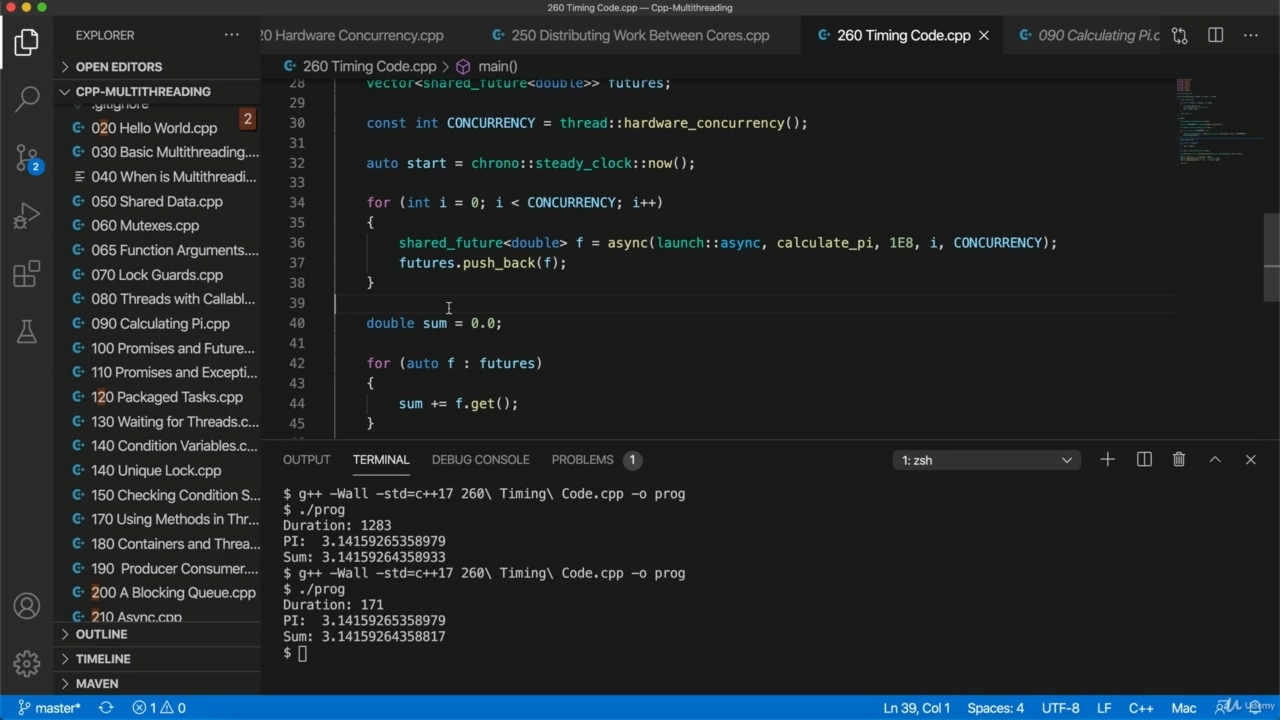 260 Timing Code.cpp — Cpp-Multithreading
EXPLORER
20 Hardware Concurrency.cpp
250 Distributing Work Between Cores.cpp
260 Timing Code.cpp
090 Calculating Pi.c
OPEN EDITORS
260 Timing Code.cpp > main()
CPP-MULTITHREADING
.gitignore
2
020 Hello World.cpp
030 Basic Multithreading....
040 When is Multithreadi...
050 Shared Data.cpp
060 Mutexes.cpp
065 Function Arguments....
070 Lock Guards.cpp
080 Threads with Callabl...
090 Calculating Pi.cpp
100 Promises and Future...
110 Promises and Excepti...
120 Packaged Tasks.cpp
130 Waiting for Threads.c...
140 Condition Variables.c...
140 Unique Lock.cpp
150 Checking Condition S...
170 Using Methods in Thr...
180 Containers and Threa...
190 Producer Consumer....
200 A Blocking Queue.cpp
210 Async.cpp
OUTLINE
TIMELINE
MAVEN
2
28 vector<shared_future<double>> futures;
29
30 const int CONCURRENCY = thread::hardware_concurrency();
31
32 auto start = chrono::steady_clock::now();
33
34 for (int i = 0; i < CONCURRENCY; i++)
35 {
36 shared_future<double> f = async(launch::async, calculate_pi, 1E8, i, CONCURRENCY);
37 futures.push_back(f);
38 }
39
40 double sum = 0.0;
41
42 for (auto f : futures)
43 {
44 sum += f.get();
45 }
OUTPUT TERMINAL DEBUG CONSOLE PROBLEMS 1
1: zsh
$ g++ -Wall -std=c++17 260\ Timing\ Code.cpp -o prog
$ ./prog
Duration: 1283
PI:  3.14159265358979
Sum: 3.14159264358933
$ g++ -Wall -std=c++17 260\ Timing\ Code.cpp -o prog
$ ./prog
Duration: 171
PI:  3.14159265358979
Sum: 3.14159264358817
$
master* 1 0 Ln 39, Col 1 Spaces: 4 UTF-8 LF C++ Mac
Udemy